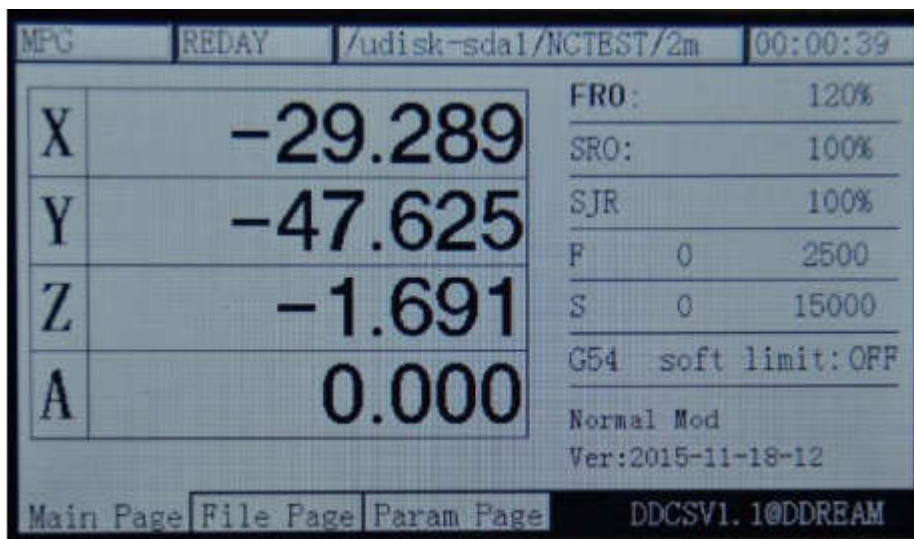 MPG REDAY /udisk-sda1/NCTEST/2m 00:00:39
X -29.289
Y -47.625
Z -1.691
A 0.000
FRO: 120%
SRO: 100%
SJR 100%
F 0 2500
S 0 15000
G54 soft limit:OFF
Normal Mod
Ver:2015-11-18-12
Main Page File Page Param Page DDCSV1.1@DDREAM